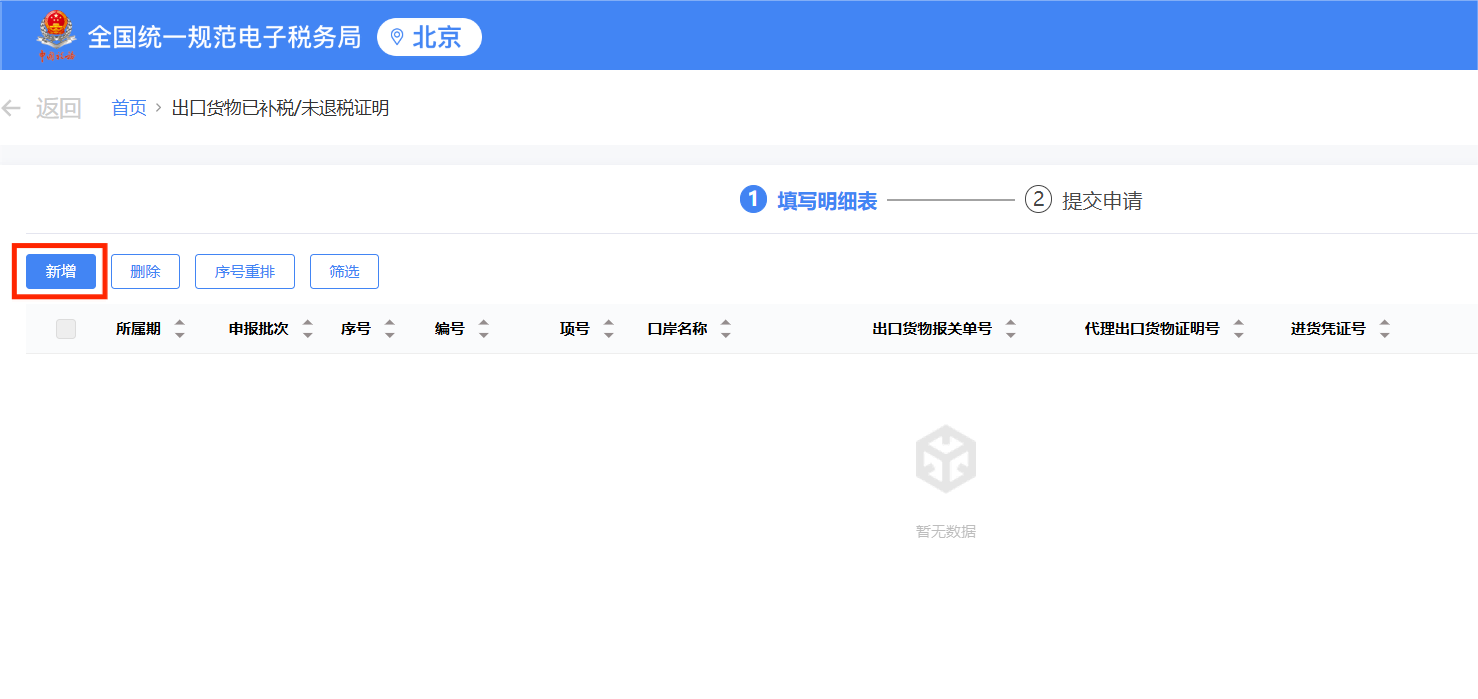 全国统一规范电子税务局 北京
返回 首页 > 出口货物已补税/未退税证明
1 填写明细表 2 提交申请
新增 删除 序号重排 筛选
所属期 申报批次 序号 编号 项号 口岸名称 出口货物报关单号 代理出口货物证明号 进货凭证号
暂无数据